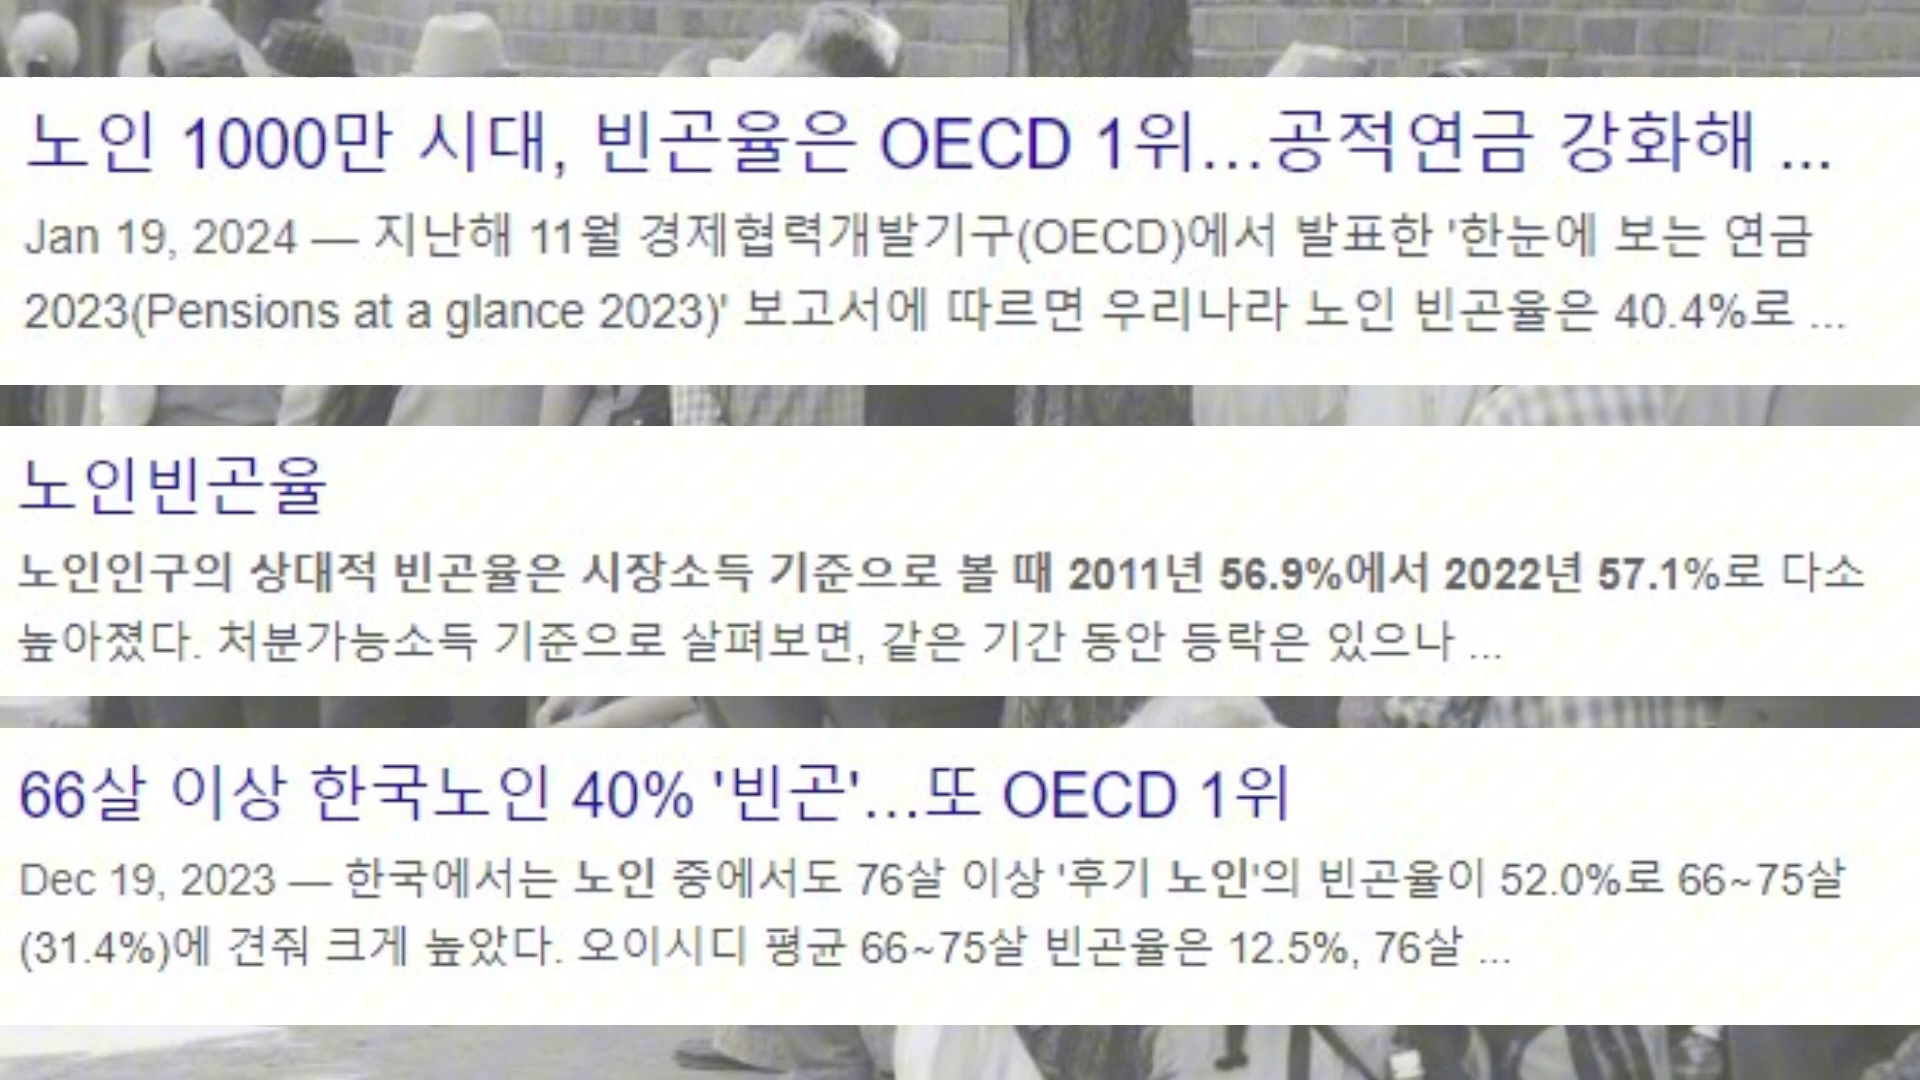 노인 1000만 시대, 빈곤율은 OECD 1위…공적연금 강화해 ...
Jan 19, 2024 — 지난해 11월 경제협력개발기구(OECD)에서 발표한 '한눈에 보는 연금
2023(Pensions at a glance 2023)' 보고서에 따르면 우리나라 노인 빈곤율은 40.4%로 ...
노인빈곤율
노인인구의 상대적 빈곤율은 시장소득 기준으로 볼 때 2011년 56.9%에서 2022년 57.1%로 다소
높아졌다. 처분가능소득 기준으로 살펴보면, 같은 기간 동안 등락은 있으나 ...
66살 이상 한국노인 40% '빈곤'…또 OECD 1위
Dec 19, 2023 — 한국에서는 노인 중에서도 76살 이상 '후기 노인'의 빈곤율이 52.0%로 66~75살
(31.4%)에 견줘 크게 높았다. 오이시디 평균 66~75살 빈곤율은 12.5%, 76살 ...